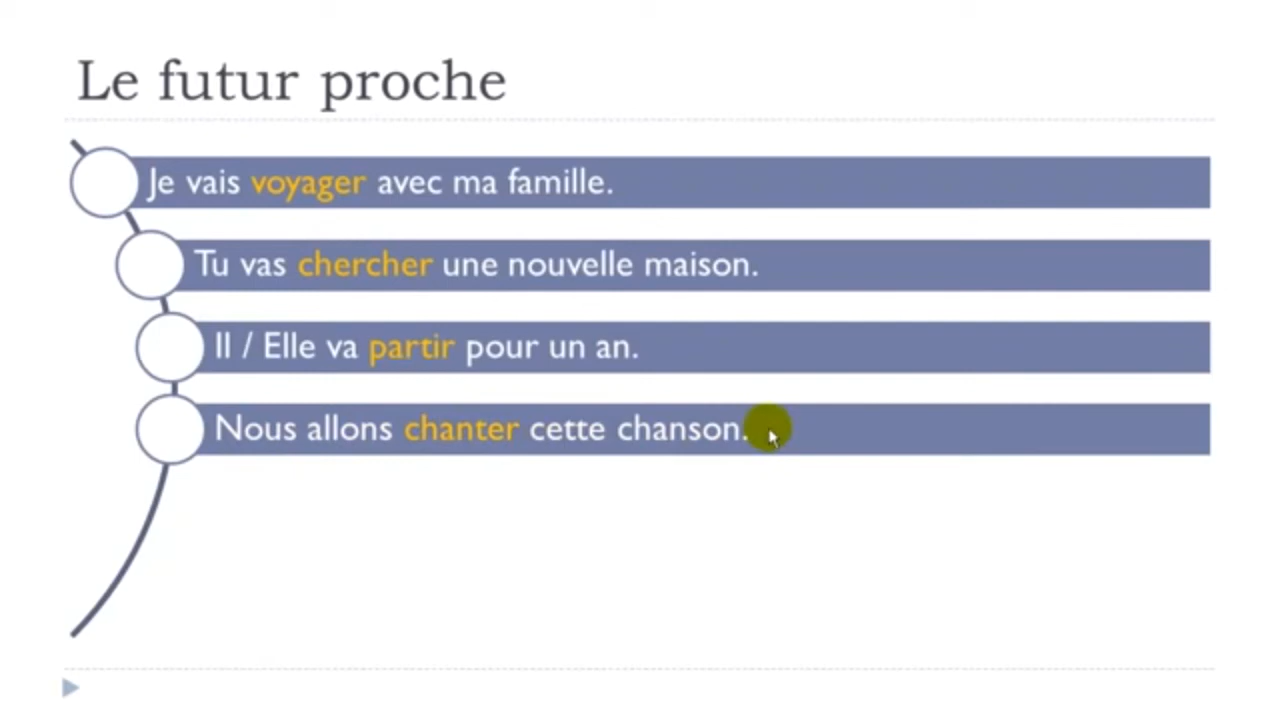 Le futur proche
Je vais voyager avec ma famille.
Tu vas chercher une nouvelle maison.
Il / Elle va partir pour un an.
Nous allons chanter cette chanson.